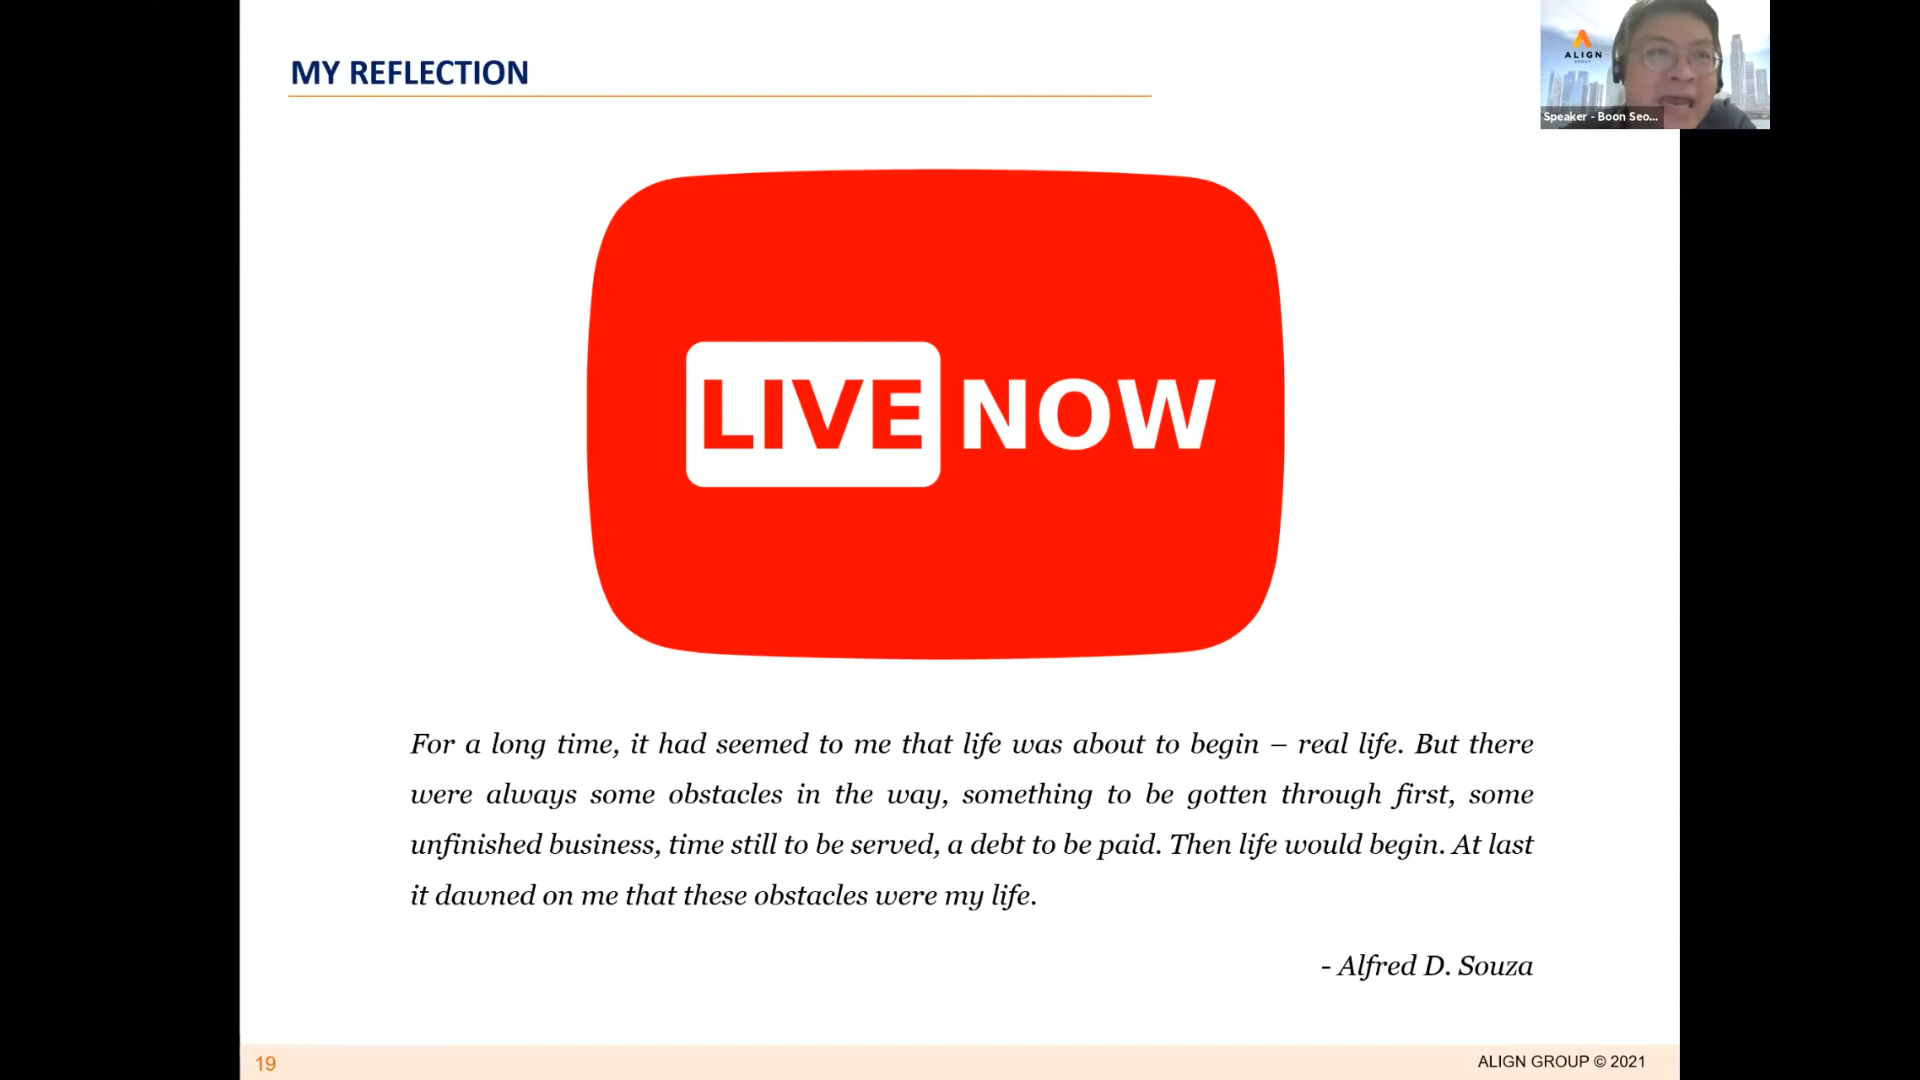 MY REFLECTION
ALIGN
GROUP
Speaker - Boon Seo...
LIVE NOW
For a long time, it had seemed to me that life was about to begin – real life. But there
were always some obstacles in the way, something to be gotten through first, some
unfinished business, time still to be served, a debt to be paid. Then life would begin. At last
it dawned on me that these obstacles were my life.
- Alfred D. Souza
19
ALIGN GROUP © 2021